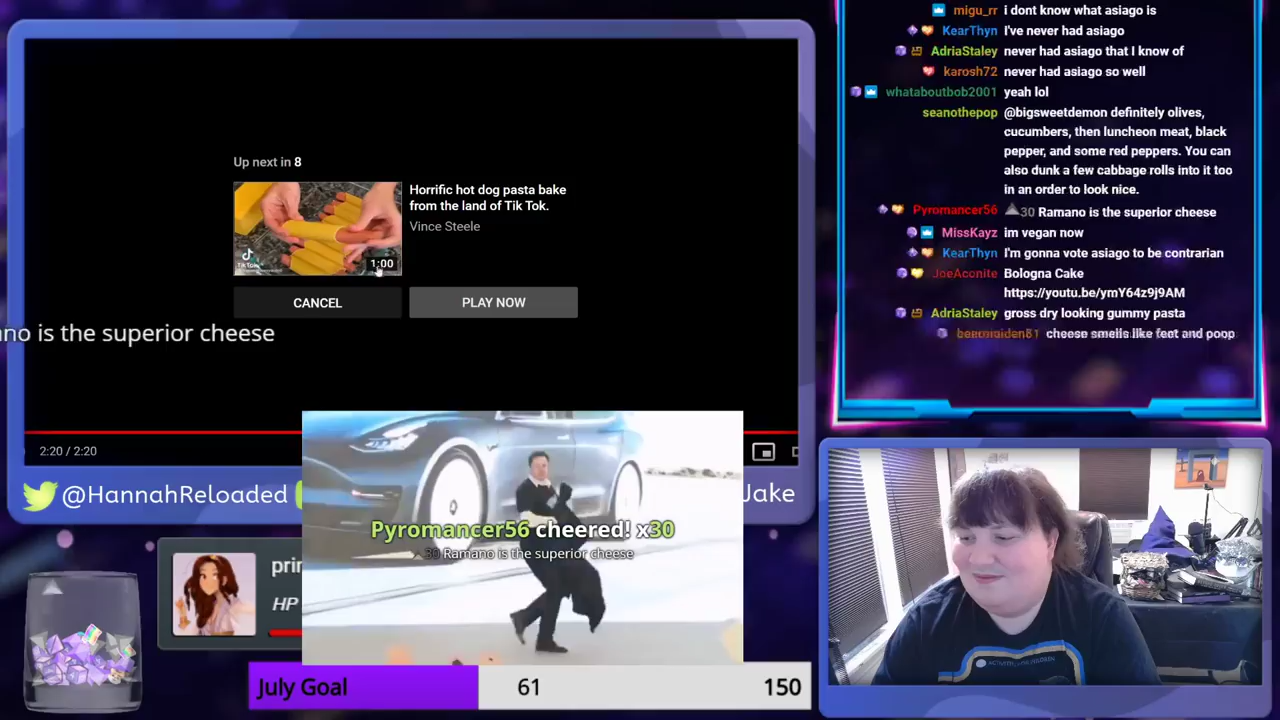 Up next in 8
Horrific hot dog pasta bake
from the land of Tik Tok.
Vince Steele
TikTok
1:00
CANCEL
PLAY NOW
ano is the superior cheese
2:20 / 2:20
@HannahReloaded
Jake
Pyromancer56 cheered! x30
30 Ramano is the superior cheese
prin
HP
July Goal
61
150
migu_rr i dont know what asiago is
KearThyn I've never had asiago
AdriaStaley never had asiago that I know of
karosh72 never had asiago so well
whataboutbob2001 yeah lol
seanothepop @bigsweetdemon definitely olives,
cucumbers, then luncheon meat, black
pepper, and some red peppers. You can
also dunk a few cabbage rolls into it too
in an order to look nice.
Pyromancer56 30 Ramano is the superior cheese
MissKayz im vegan now
KearThyn I'm gonna vote asiago to be contrarian
JoeAconite Bologna Cake
https://youtu.be/ymY64z9j9AM
AdriaStaley gross dry looking gummy pasta
cheese smells like feet and poop